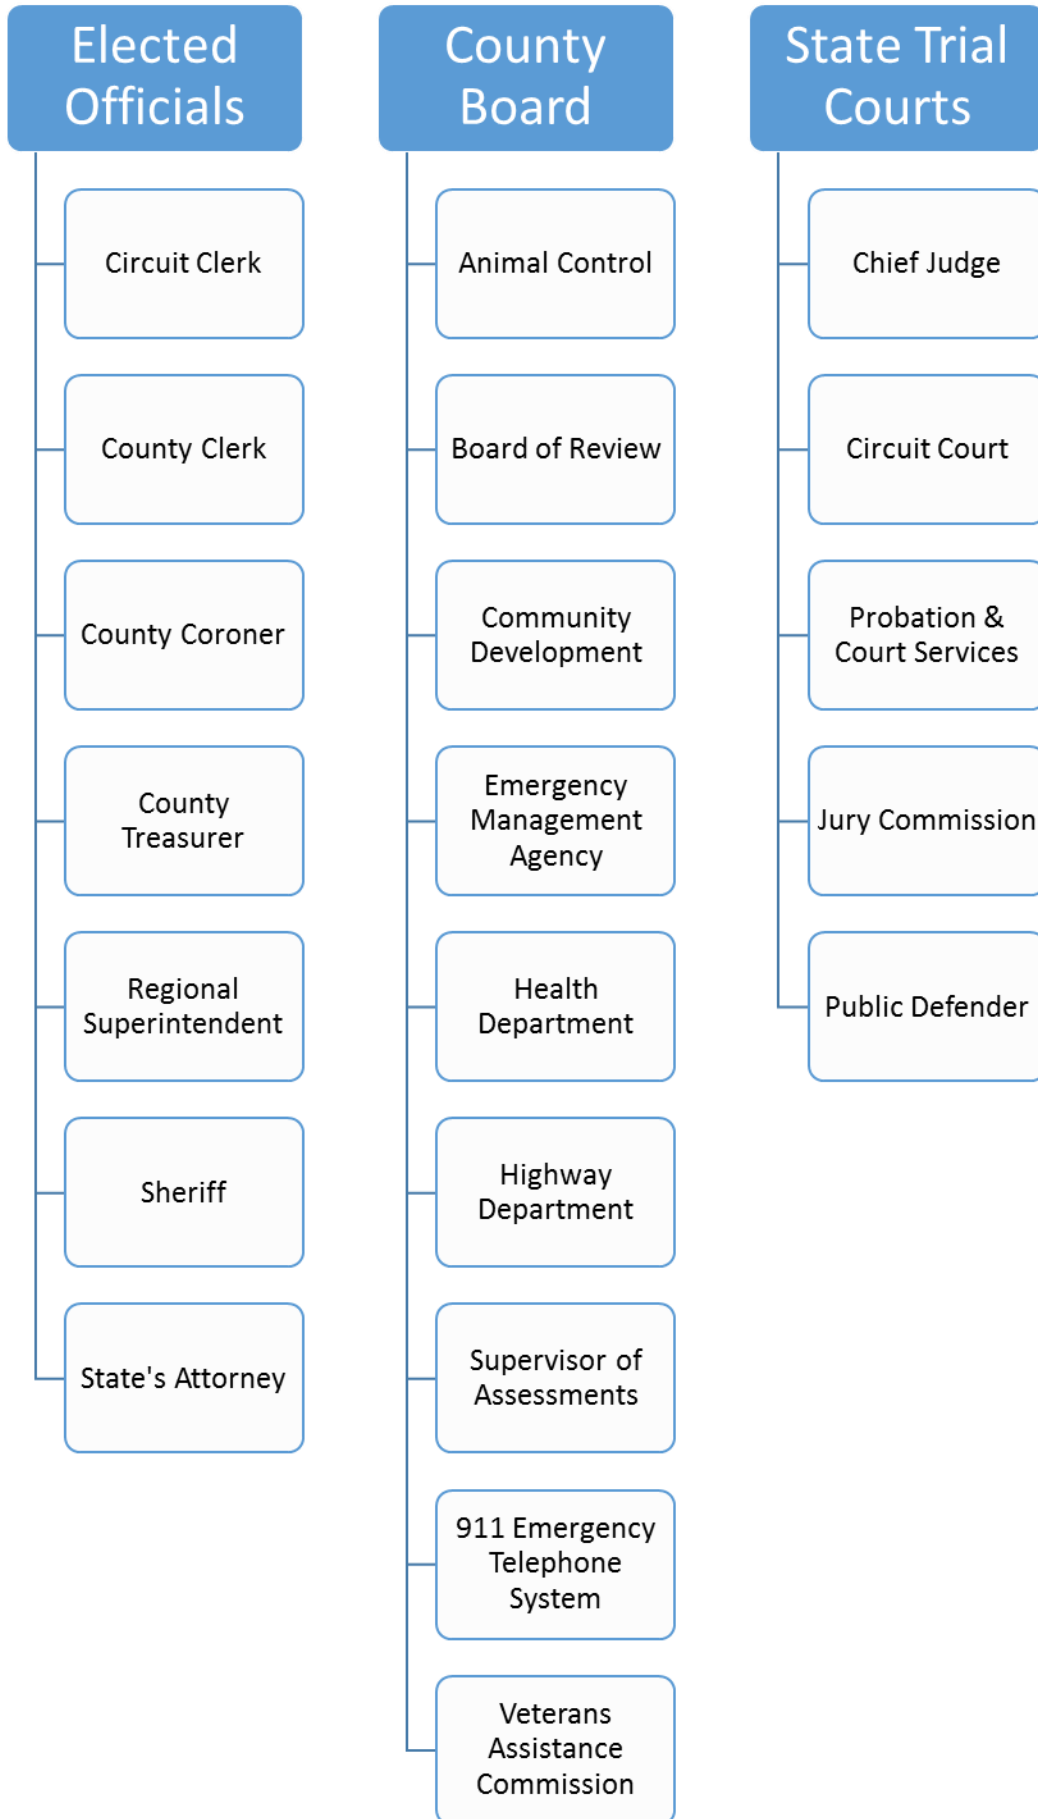 Elected
Officials
Circuit Clerk
County Clerk
County Coroner
County
Treasurer
Regional
Superintendent
Sheriff
State's Attorney
County
Board
Animal Control
Board of Review
Community
Development
Emergency
Management
Agency
Health
Department
Highway
Department
Supervisor of
Assessments
911 Emergency
Telephone
System
Veterans
Assistance
Commission
State Trial
Courts
Chief Judge
Circuit Court
Probation &
Court Services
Jury Commission
Public Defender